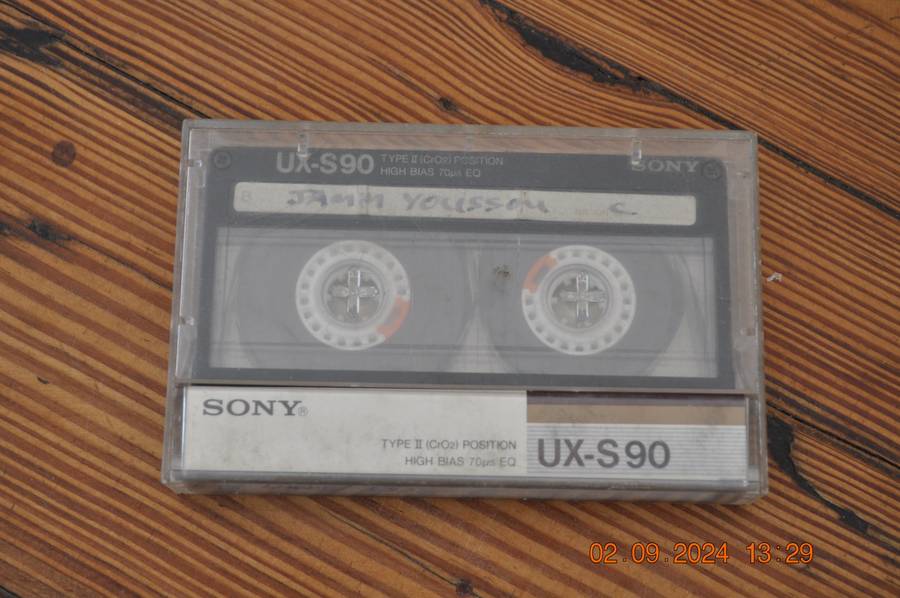 UX-S90 TYPE II (CrO2) POSITION SONY
HIGH BIAS 70μs EQ
B JAMM YOUSSOU C
SONY®
TYPE II (CrO2) POSITION
HIGH BIAS 70μs EQ
UX-S90
02.09.2024 13:29